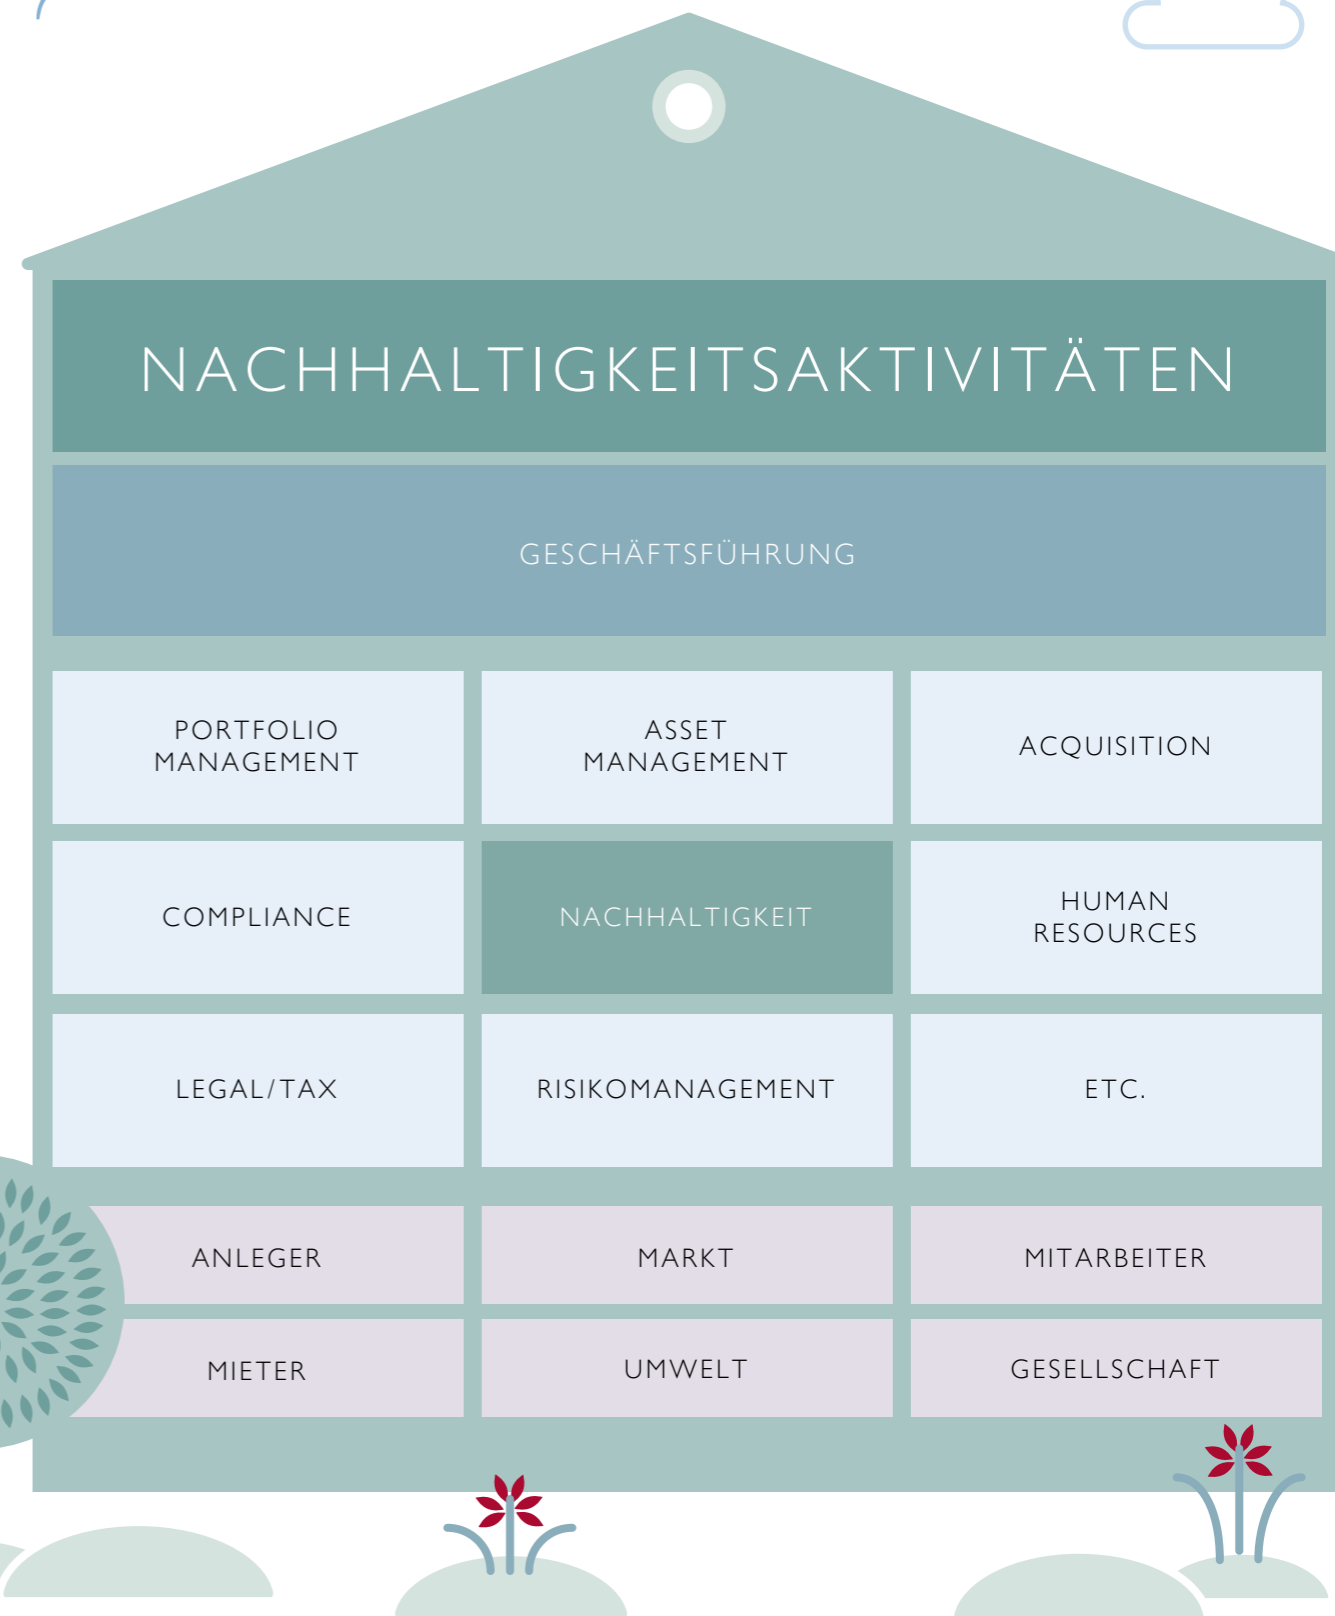 NACHHALTIGKEITSAKTIVITÄTEN
GESCHÄFTSFÜHRUNG
PORTFOLIO
MANAGEMENT
ASSET
MANAGEMENT
ACQUISITION
COMPLIANCE
NACHHALTIGKEIT
HUMAN
RESOURCES
LEGAL/TAX
RISIKOMANAGEMENT
ETC.
ANLEGER
MARKT
MITARBEITER
MIETER
UMWELT
GESELLSCHAFT